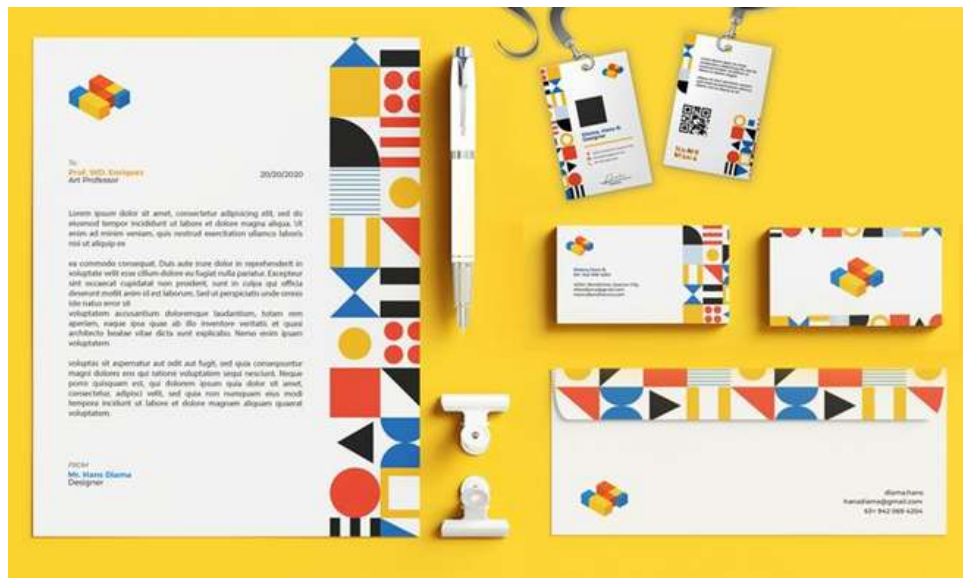 To
Prof. WD. Enriquez
Art Professor
20/20/2020
Lorem ipsum dolor sit amet, consectetur adipisicing elit, sed do
eiusmod tempor incididunt ut labore et dolore magna aliqua. Ut
enim ad minim veniam, quis nostrud exercitation ullamco laboris
nisi ut aliquip ex
ea commodo consequat. Duis aute irure dolor in reprehenderit in
voluptate velit esse cillum dolore eu fugiat nulla pariatur. Excepteur
sint occaecat cupidatat non proident, sunt in culpa qui officia
deserunt mollit anim id est laborum. Sed ut perspiciatis unde omnis
iste natus error sit
voluptatem accusantium doloremque laudantium, totam rem
aperiam, eaque ipsa quae ab illo inventore veritatis et quasi
architecto beatae vitae dicta sunt explicabo. Nemo enim ipsam
voluptatem
voluptas sit aspernatur aut odit aut fugit, sed quia consequuntur
magni dolores eos qui ratione voluptatem sequi nesciunt. Neque
porro quisquam est, qui dolorem ipsum quia dolor sit amet,
consectetur, adipisci velit, sed quia non numquam eius modi
tempora incidunt ut labore et dolore magnam aliquam quaerat
voluptatem.
FROM
Mr. Hans Diama
Designer
Diama, Hans B.
Designer
diama.hans
hansdiama@gmail.com
63+ 942 069 4204